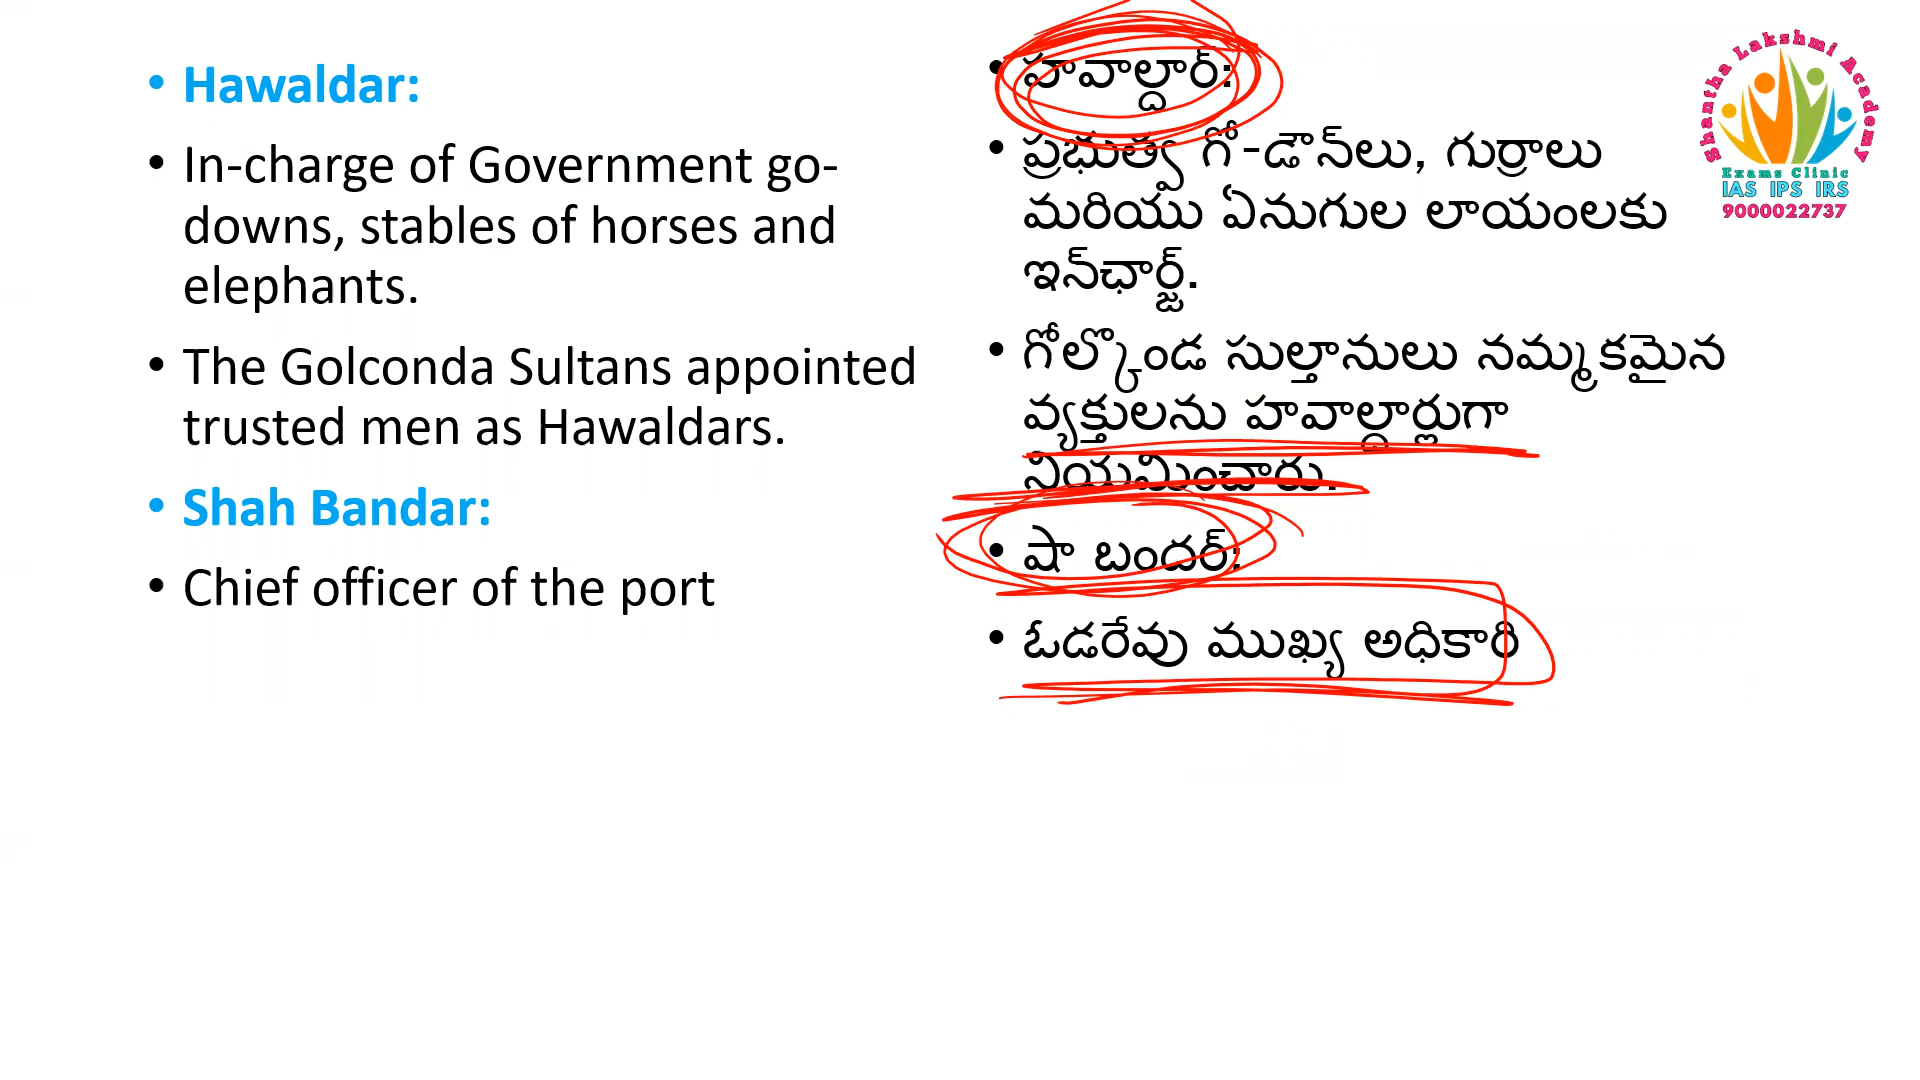 • Hawaldar:
• In-charge of Government go-
downs, stables of horses and
elephants.
• The Golconda Sultans appointed
trusted men as Hawaldars.
• Shah Bandar:
• Chief officer of the port
• హవాల్దార్:
• ప్రభుత్వ గో-డౌన్‌లు, గుర్రాలు
మరియు ఏనుగుల లాయంలకు
ఇన్‌ఛార్జ్.
• గోల్కొండ సుల్తానులు నమ్మకమైన
వ్యక్తులను హవాల్దార్లుగా
నియమించారు.
• షా బందర్:
• ఓడరేవు ముఖ్య అధికారి
Shantha Lakshmi Academy
Exams Clinic
IAS IPS IRS
9000022737